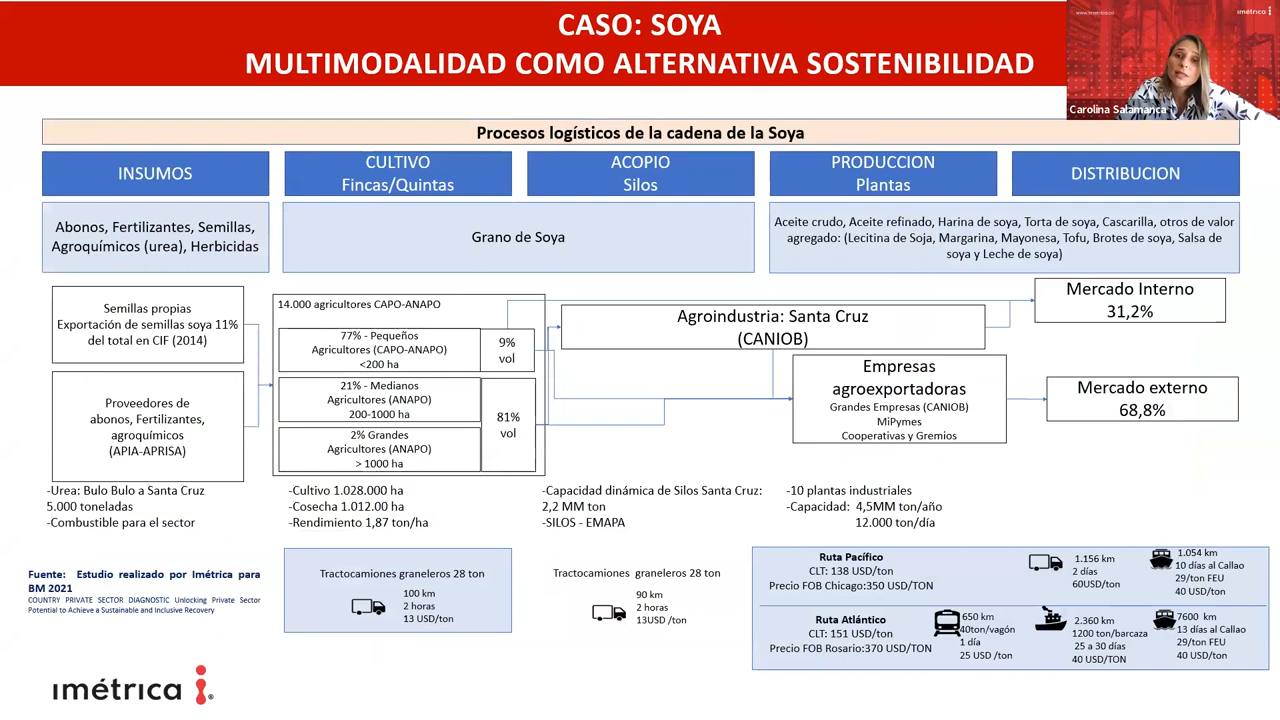 CASO: SOYA
MULTIMODALIDAD COMO ALTERNATIVA SOSTENIBILIDAD
www.imetrica.co
ımétrica
Carolina Salamanca
Procesos logísticos de la cadena de la Soya
INSUMOS
CULTIVO
Fincas/Quintas
ACOPIO
Silos
PRODUCCION
Plantas
DISTRIBUCION
Abonos, Fertilizantes, Semillas,
Agroquímicos (urea), Herbicidas
Grano de Soya
Aceite crudo, Aceite refinado, Harina de soya, Torta de soya, Cascarilla, otros de valor
agregado: (Lecitina de Soja, Margarina, Mayonesa, Tofu, Brotes de soya, Salsa de
soya y Leche de soya)
Semillas propias
Exportación de semillas soya 11%
del total en CIF (2014)
Proveedores de
abonos, Fertilizantes,
agroquímicos
(APIA-APRISA)
14.000 agricultores CAPO-ANAPO
77% - Pequeños
Agricultores (CAPO-ANAPO)
<200 ha
9%
vol
21% - Medianos
Agricultores (ANAPO)
200-1000 ha
2% Grandes
Agricultores (ANAPO)
> 1000 ha
81%
vol
Agroindustria: Santa Cruz
(CANIOB)
Empresas
agroexportadoras
Grandes Empresas (CANIOB)
MiPymes
Cooperativas y Gremios
Mercado Interno
31,2%
Mercado externo
68,8%
-Urea: Bulo Bulo a Santa Cruz
5.000 toneladas
-Combustible para el sector
-Cultivo 1.028.000 ha
-Cosecha 1.012.00 ha
-Rendimiento 1,87 ton/ha
-Capacidad dinámica de Silos Santa Cruz:
2,2 MM ton
-SILOS - EMAPA
-10 plantas industriales
-Capacidad: 4,5MM ton/año
12.000 ton/día
Fuente: Estudio realizado por Imétrica para
BM 2021
COUNTRY PRIVATE SECTOR DIAGNOSTIC Unlocking Private Sector
Potential to Achieve a Sustainable and Inclusive Recovery
Tractocamiones graneleros 28 ton
100 km
2 horas
13 USD/ton
Tractocamiones graneleros 28 ton
90 km
2 horas
13USD /ton
Ruta Pacífico
CLT: 138 USD/ton
Precio FOB Chicago:350 USD/TON
1.156 km
2 días
60USD/ton
1.054 km
10 días al Callao
29/ton FEU
40 USD/ton
Ruta Atlántico
CLT: 151 USD/ton
Precio FOB Rosario:370 USD/TON
650 km
40ton/vagón
1 día
25 USD /ton
2.360 km
1200 ton/barcaza
25 a 30 días
40 USD/TON
7600 km
13 días al Callao
29/ton FEU
40 USD/ton
ımétrica ®